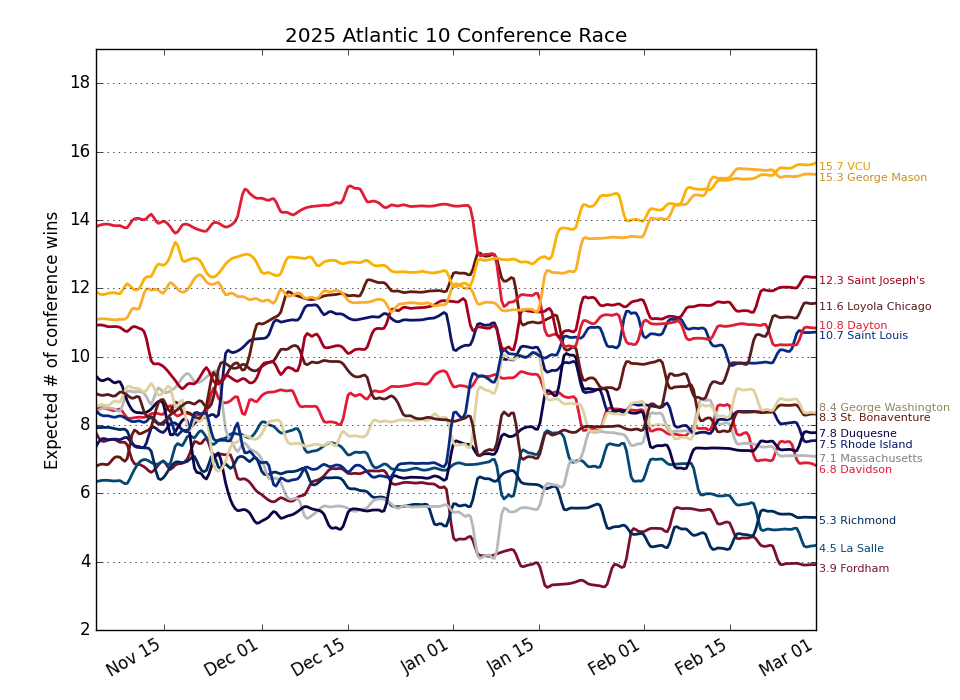 2025 Atlantic 10 Conference Race
Expected # of conference wins
18
16
14
12
10
8
6
4
2
Nov 15
Dec 01
Dec 15
Jan 01
Jan 15
Feb 01
Feb 15
Mar 01
15.7 VCU
15.3 George Mason
12.3 Saint Joseph's
11.6 Loyola Chicago
10.8 Dayton
10.7 Saint Louis
8.4 George Washington
8.3 St. Bonaventure
7.8 Duquesne
7.5 Rhode Island
7.1 Massachusetts
6.8 Davidson
5.3 Richmond
4.5 La Salle
3.9 Fordham